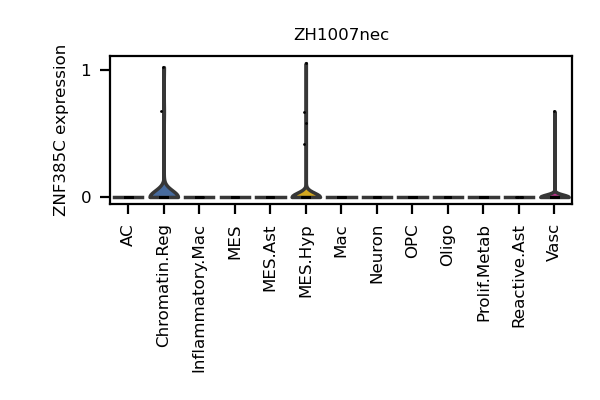 ZH1007nec
ZNF385C expression
1
0
AC
Chromatin.Reg
Inflammatory.Mac
MES
MES.Ast
MES.Hyp
Mac
Neuron
OPC
Oligo
Prolif.Metab
Reactive.Ast
Vasc